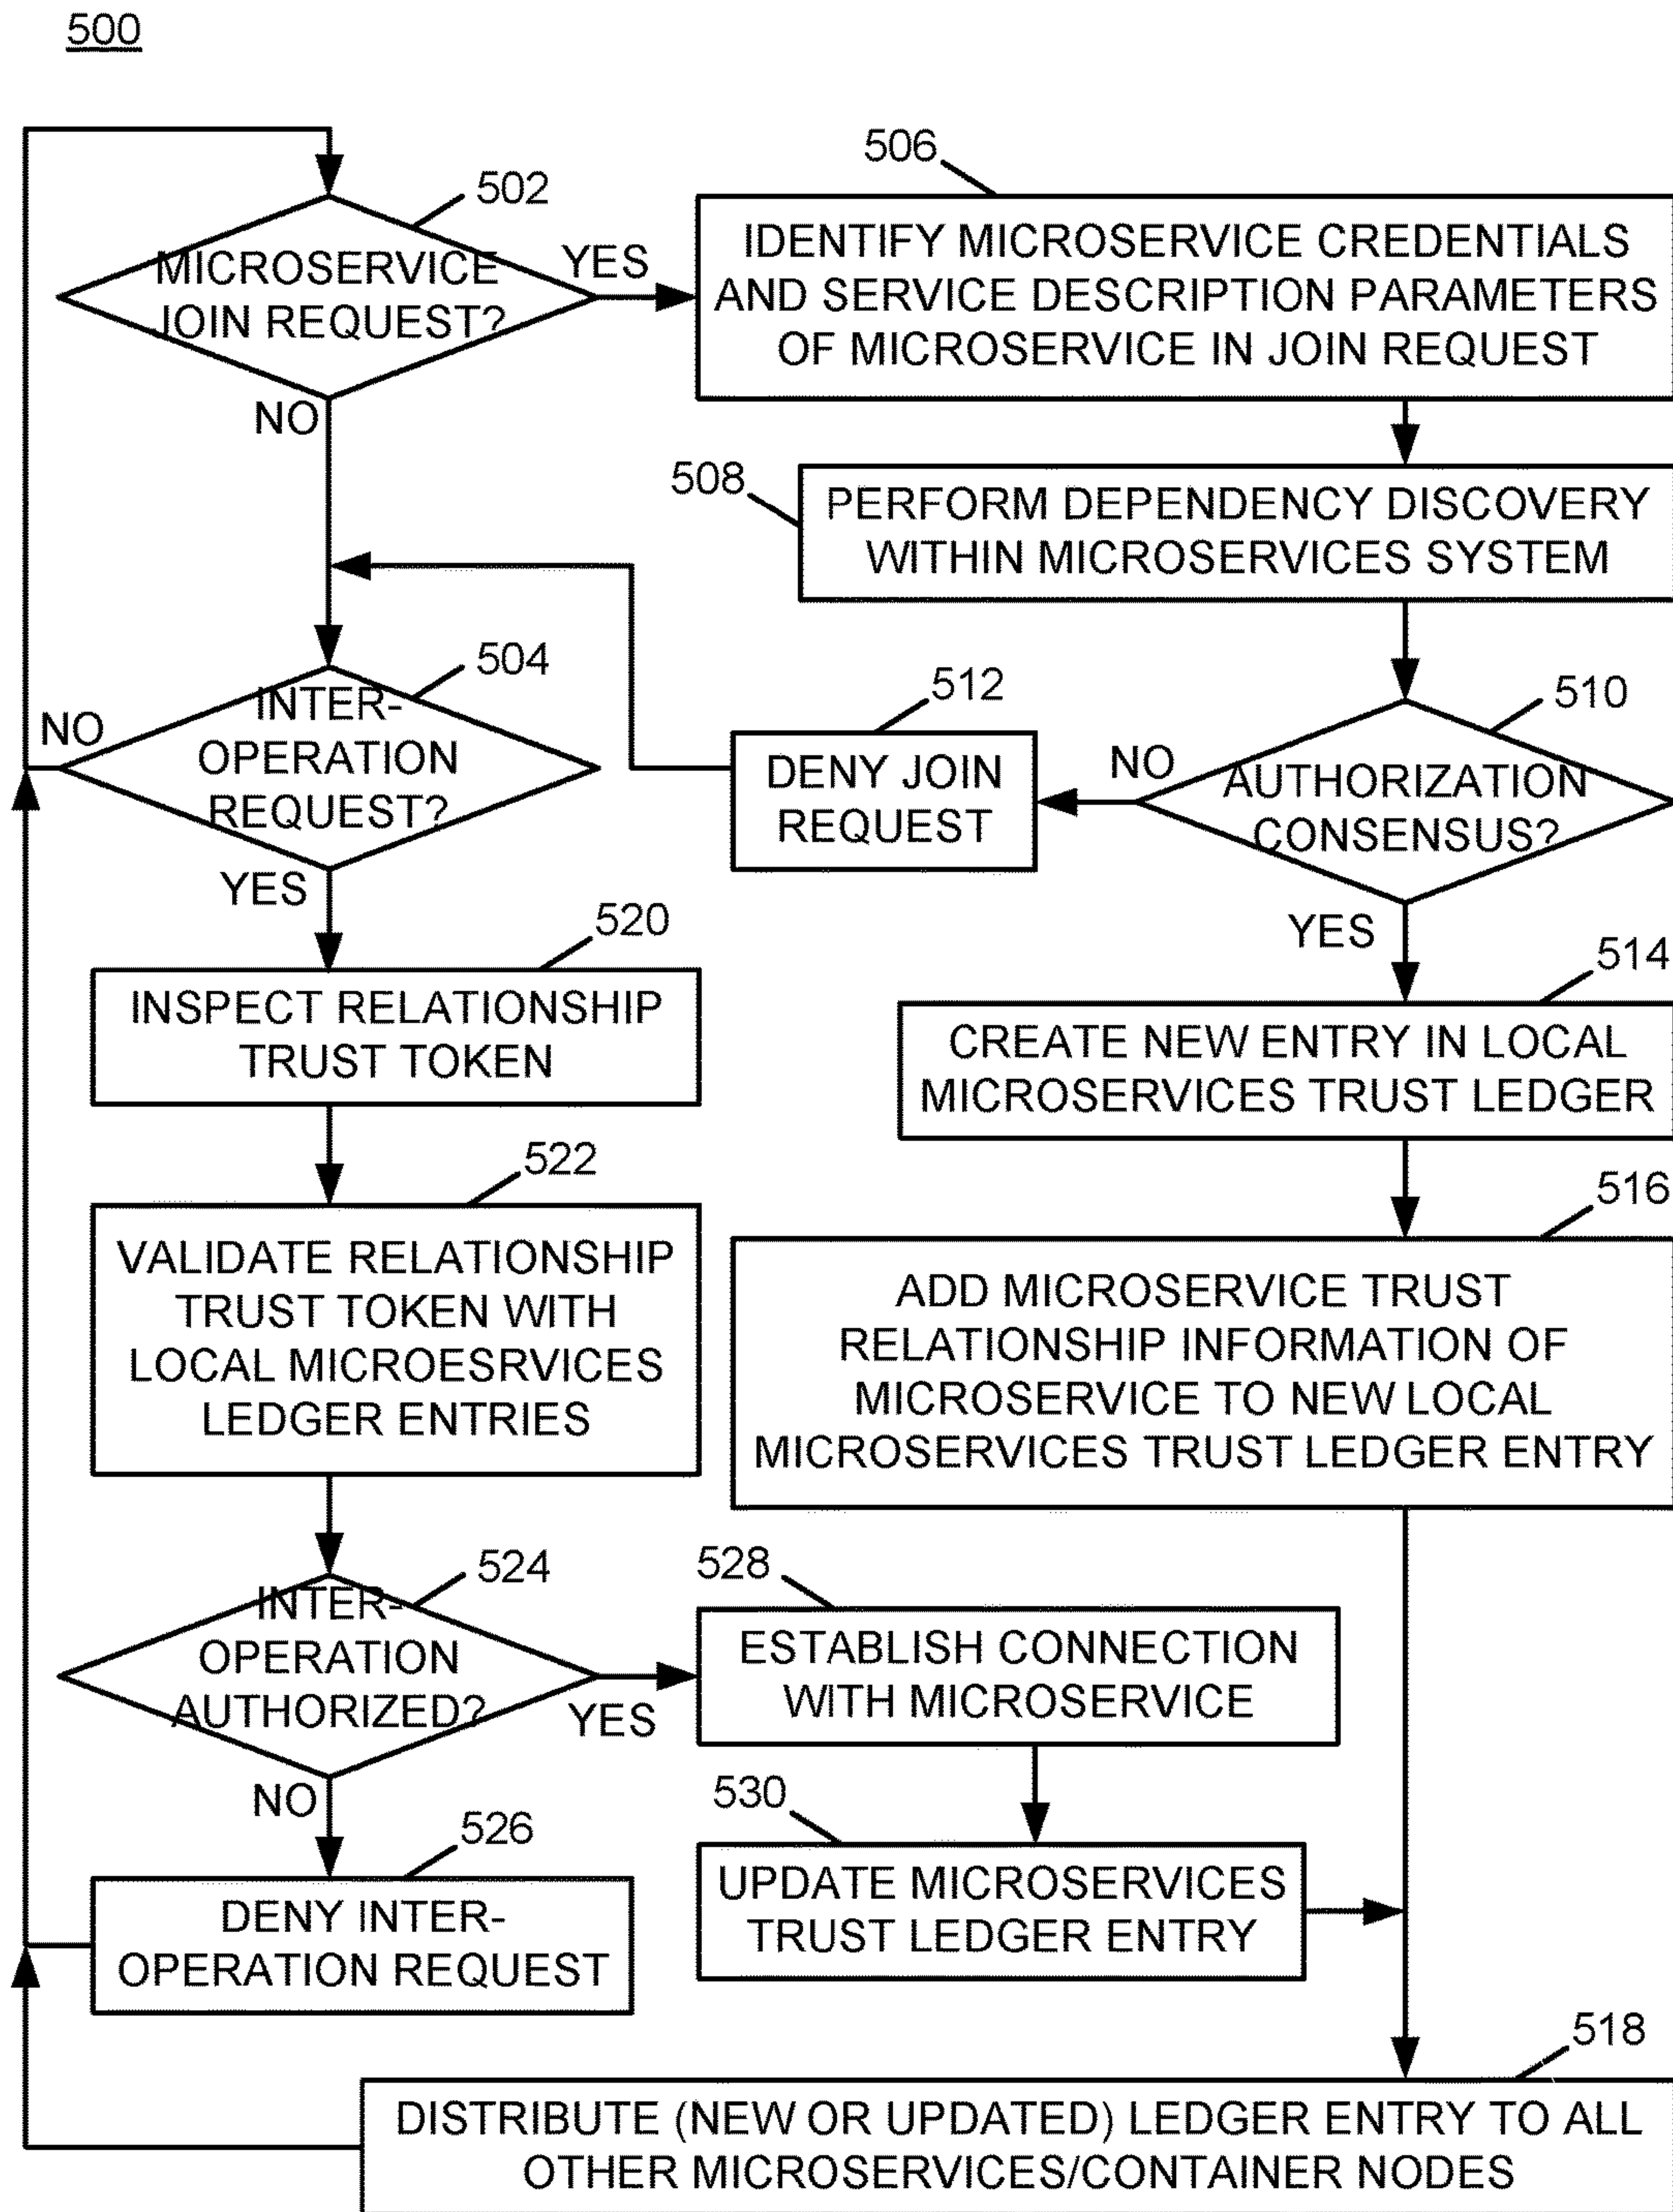 500
502
MICROSERVICE
JOIN REQUEST?
YES
NO
506
IDENTIFY MICROSERVICE CREDENTIALS
AND SERVICE DESCRIPTION PARAMETERS
OF MICROSERVICE IN JOIN REQUEST
508
PERFORM DEPENDENCY DISCOVERY
WITHIN MICROSERVICES SYSTEM
504
INTER-
OPERATION
REQUEST?
NO
YES
512
DENY JOIN
REQUEST
510
AUTHORIZATION
CONSENSUS?
NO
YES
520
INSPECT RELATIONSHIP
TRUST TOKEN
514
CREATE NEW ENTRY IN LOCAL
MICROSERVICES TRUST LEDGER
522
VALIDATE RELATIONSHIP
TRUST TOKEN WITH
LOCAL MICROESRVICES
LEDGER ENTRIES
516
ADD MICROSERVICE TRUST
RELATIONSHIP INFORMATION OF
MICROSERVICE TO NEW LOCAL
MICROSERVICES TRUST LEDGER ENTRY
524
INTER-
OPERATION
AUTHORIZED?
YES
NO
528
ESTABLISH CONNECTION
WITH MICROSERVICE
530
UPDATE MICROSERVICES
TRUST LEDGER ENTRY
526
DENY INTER-
OPERATION REQUEST
518
DISTRIBUTE (NEW OR UPDATED) LEDGER ENTRY TO ALL
OTHER MICROSERVICES/CONTAINER NODES